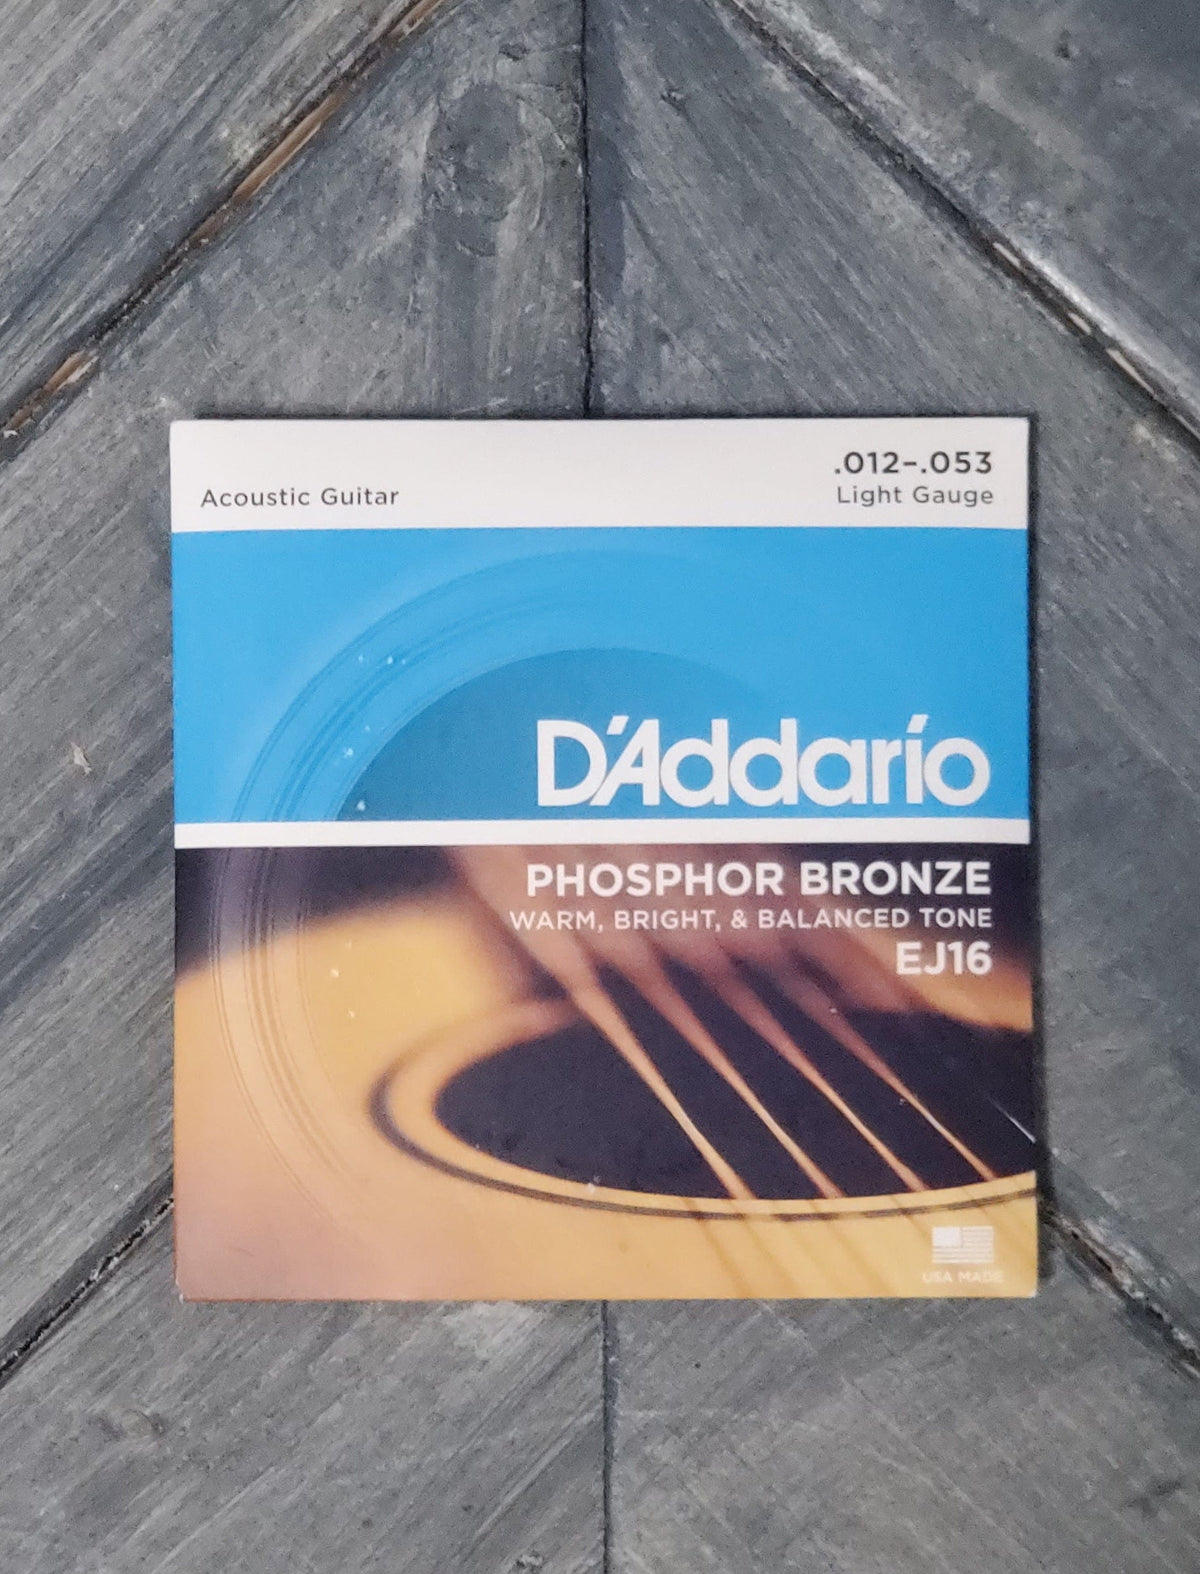 Acoustic Guitar
.012–.053
Light Gauge
D'Addario
PHOSPHOR BRONZE
WARM, BRIGHT, & BALANCED TONE
EJ16
USA MADE